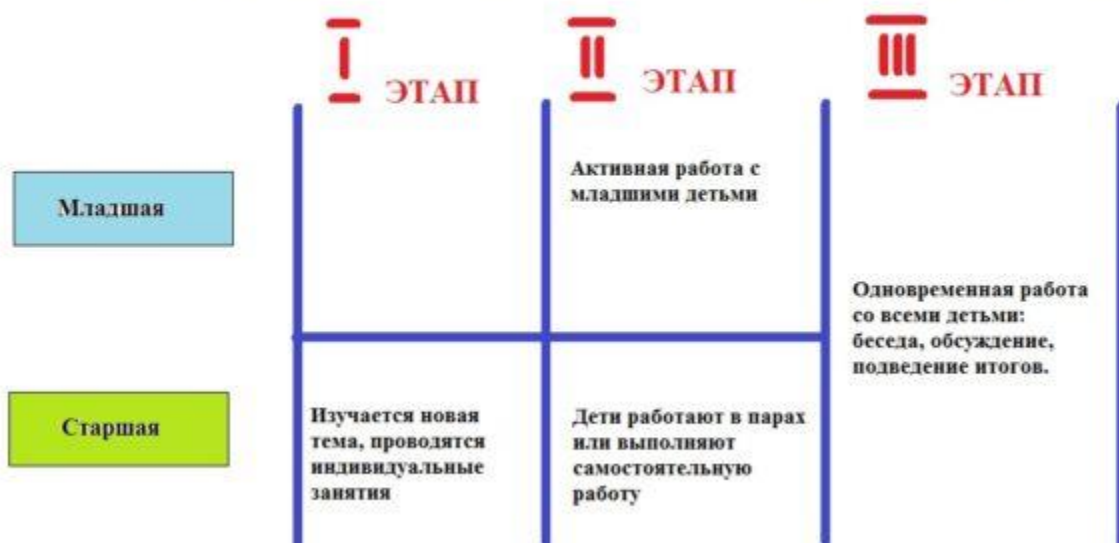 I ЭТАП
II ЭТАП
III ЭТАП
Младшая
Активная работа с
младшими детьми
Одновременная работа
со всеми детьми:
беседа, обсуждение,
подведение итогов.
Старшая
Изучается новая
тема, проводятся
индивидуальные
занятия
Дети работают в парах
или выполняют
самостоятельную
работу